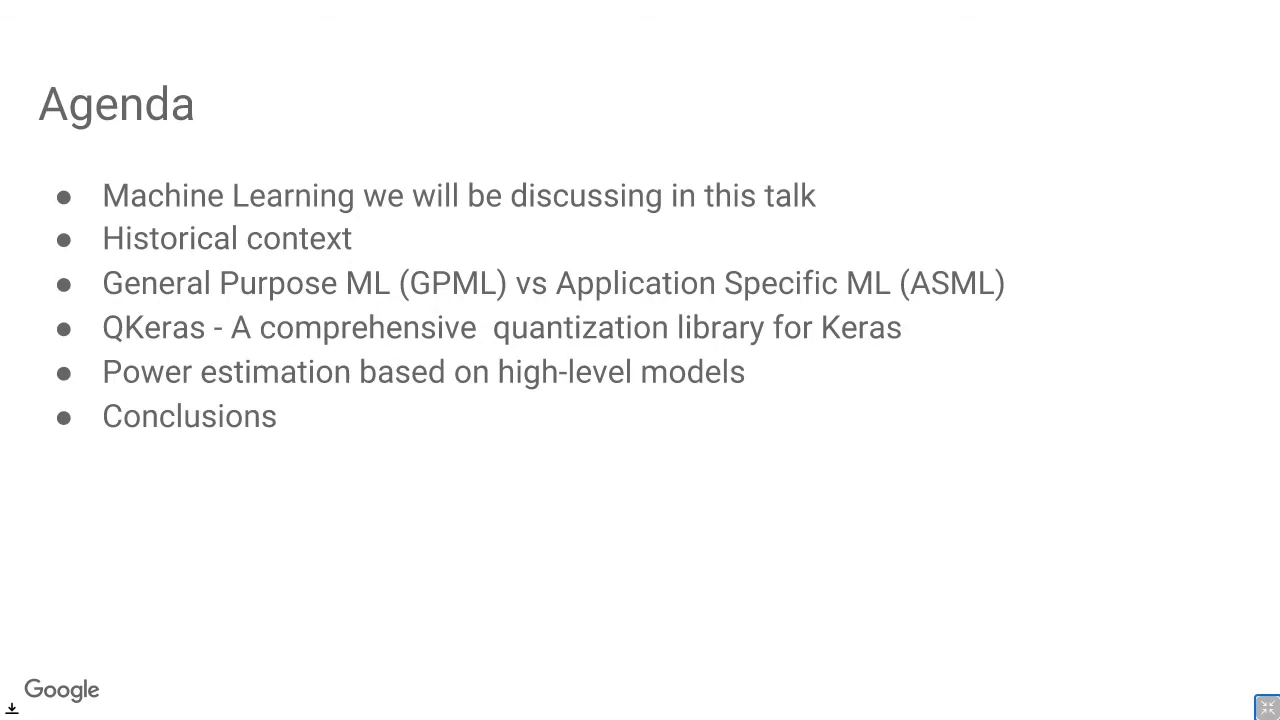 Agenda
● Machine Learning we will be discussing in this talk
● Historical context
● General Purpose ML (GPML) vs Application Specific ML (ASML)
● QKeras - A comprehensive  quantization library for Keras
● Power estimation based on high-level models
● Conclusions
Google